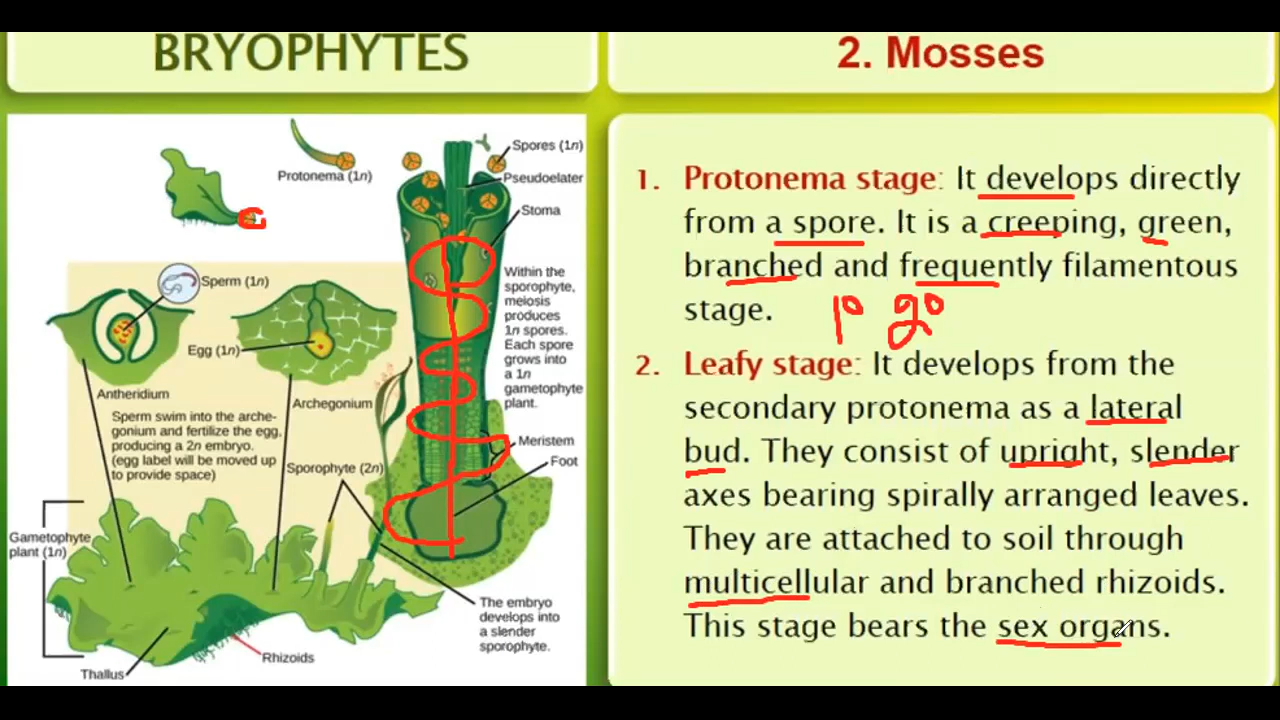 BRYOPHYTES
Protonema (1n)
Spores (1n)
Pseudoelater
Stoma
Sperm (1n)
Egg (1n)
Within the
sporophyte,
meiosis
produces
1n spores.
Each spore
grows into
a 1n
gametophyte
plant.
Antheridium
Archegonium
Sperm swim into the arche-
gonium and fertilize the egg,
producing a 2n embryo.
(egg label will be moved up
to provide space)
Sporophyte (2n)
Meristem
Foot
Gametophyte
plant (1n)
The embryo
develops into
a slender
sporophyte.
Rhizoids
Thallus
2. Mosses
1. Protonema stage: It develops directly
from a spore. It is a creeping, green,
branched and frequently filamentous
stage.
1° 2°
2. Leafy stage: It develops from the
secondary protonema as a lateral
bud. They consist of upright, slender
axes bearing spirally arranged leaves.
They are attached to soil through
multicellular and branched rhizoids.
This stage bears the sex organs.